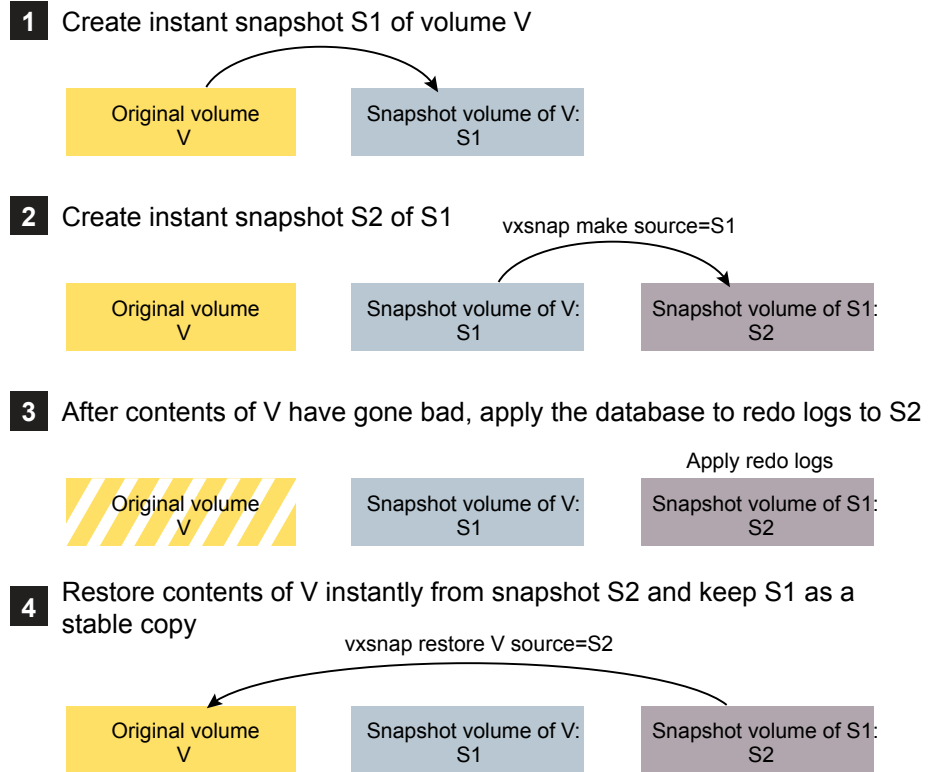 1 Create instant snapshot S1 of volume V
Original volume
V
Snapshot volume of V:
S1
2 Create instant snapshot S2 of S1
vxsnap make source=S1
Original volume
V
Snapshot volume of V:
S1
Snapshot volume of S1:
S2
3 After contents of V have gone bad, apply the database to redo logs to S2
Apply redo logs
Original volume
V
Snapshot volume of V:
S1
Snapshot volume of S1:
S2
4 Restore contents of V instantly from snapshot S2 and keep S1 as a
stable copy
vxsnap restore V source=S2
Original volume
V
Snapshot volume of V:
S1
Snapshot volume of S1:
S2